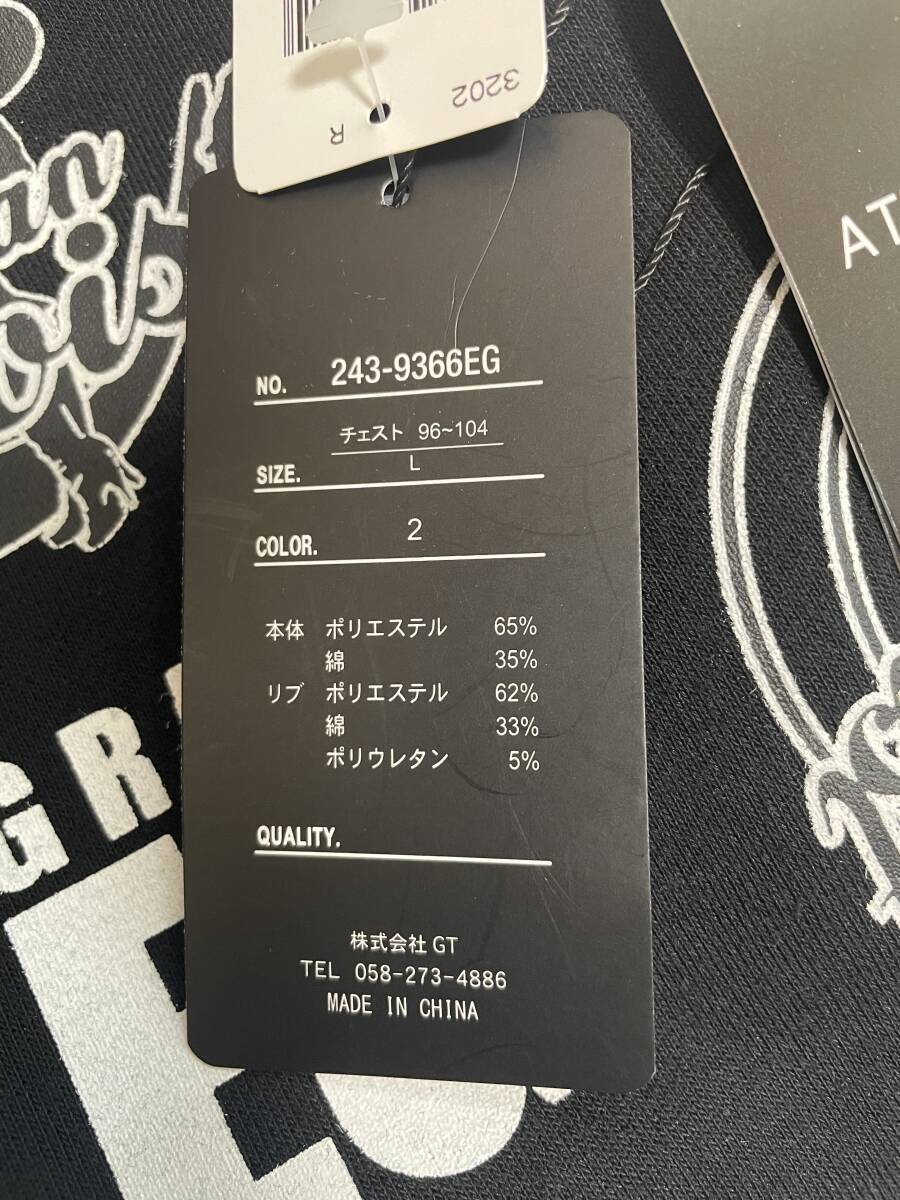 3202
R
NO. 243-9366EG
チェスト 96~104
SIZE. L
COLOR. 2
本体 ポリエステル 65%
綿 35%
リブ ポリエステル 62%
綿 33%
ポリウレタン 5%
QUALITY.
株式会社 GT
TEL 058-273-4886
MADE IN CHINA
AT
an
GR